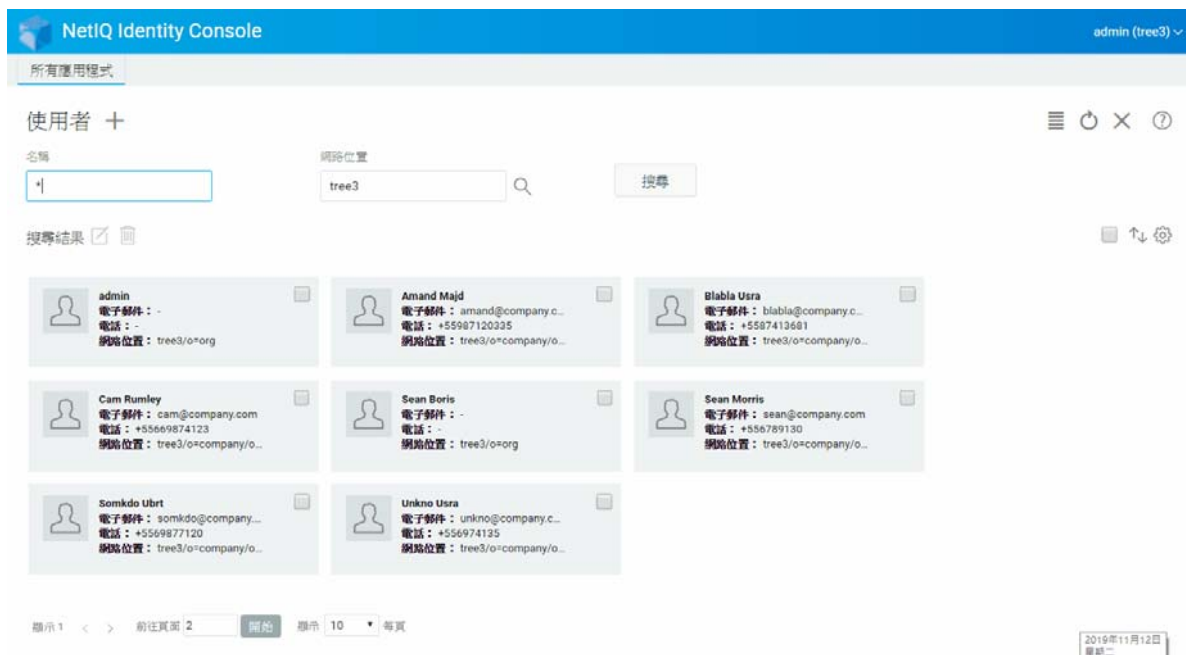 NetIQ Identity Console
admin (tree3)
所有應用程式
使用者
名稱
網路位置
*
tree3
搜尋
搜尋結果
admin
電子郵件： -
電話： -
網路位置： tree3/o=org
Amand Majd
電子郵件： amand@company.c...
電話： +55987120335
網路位置： tree3/o=company/o...
Blabla Usra
電子郵件： blabla@company.c...
電話： +5587413681
網路位置： tree3/o=company/o...
Cam Rumley
電子郵件： cam@company.com
電話： +55669874123
網路位置： tree3/o=company/o...
Sean Boris
電子郵件： -
電話： -
網路位置： tree3/o=org
Sean Morris
電子郵件： sean@company.com
電話： +556789130
網路位置： tree3/o=company/o...
Somkdo Ubrt
電子郵件： somkdo@company....
電話： +5569877120
網路位置： tree3/o=company/o...
Unkno Usra
電子郵件： unkno@company.c...
電話： +556974135
網路位置： tree3/o=company/o...
顯示 1 < > 前往頁面 2 開始 顯示 10 每頁
2019年11月12日
星期二